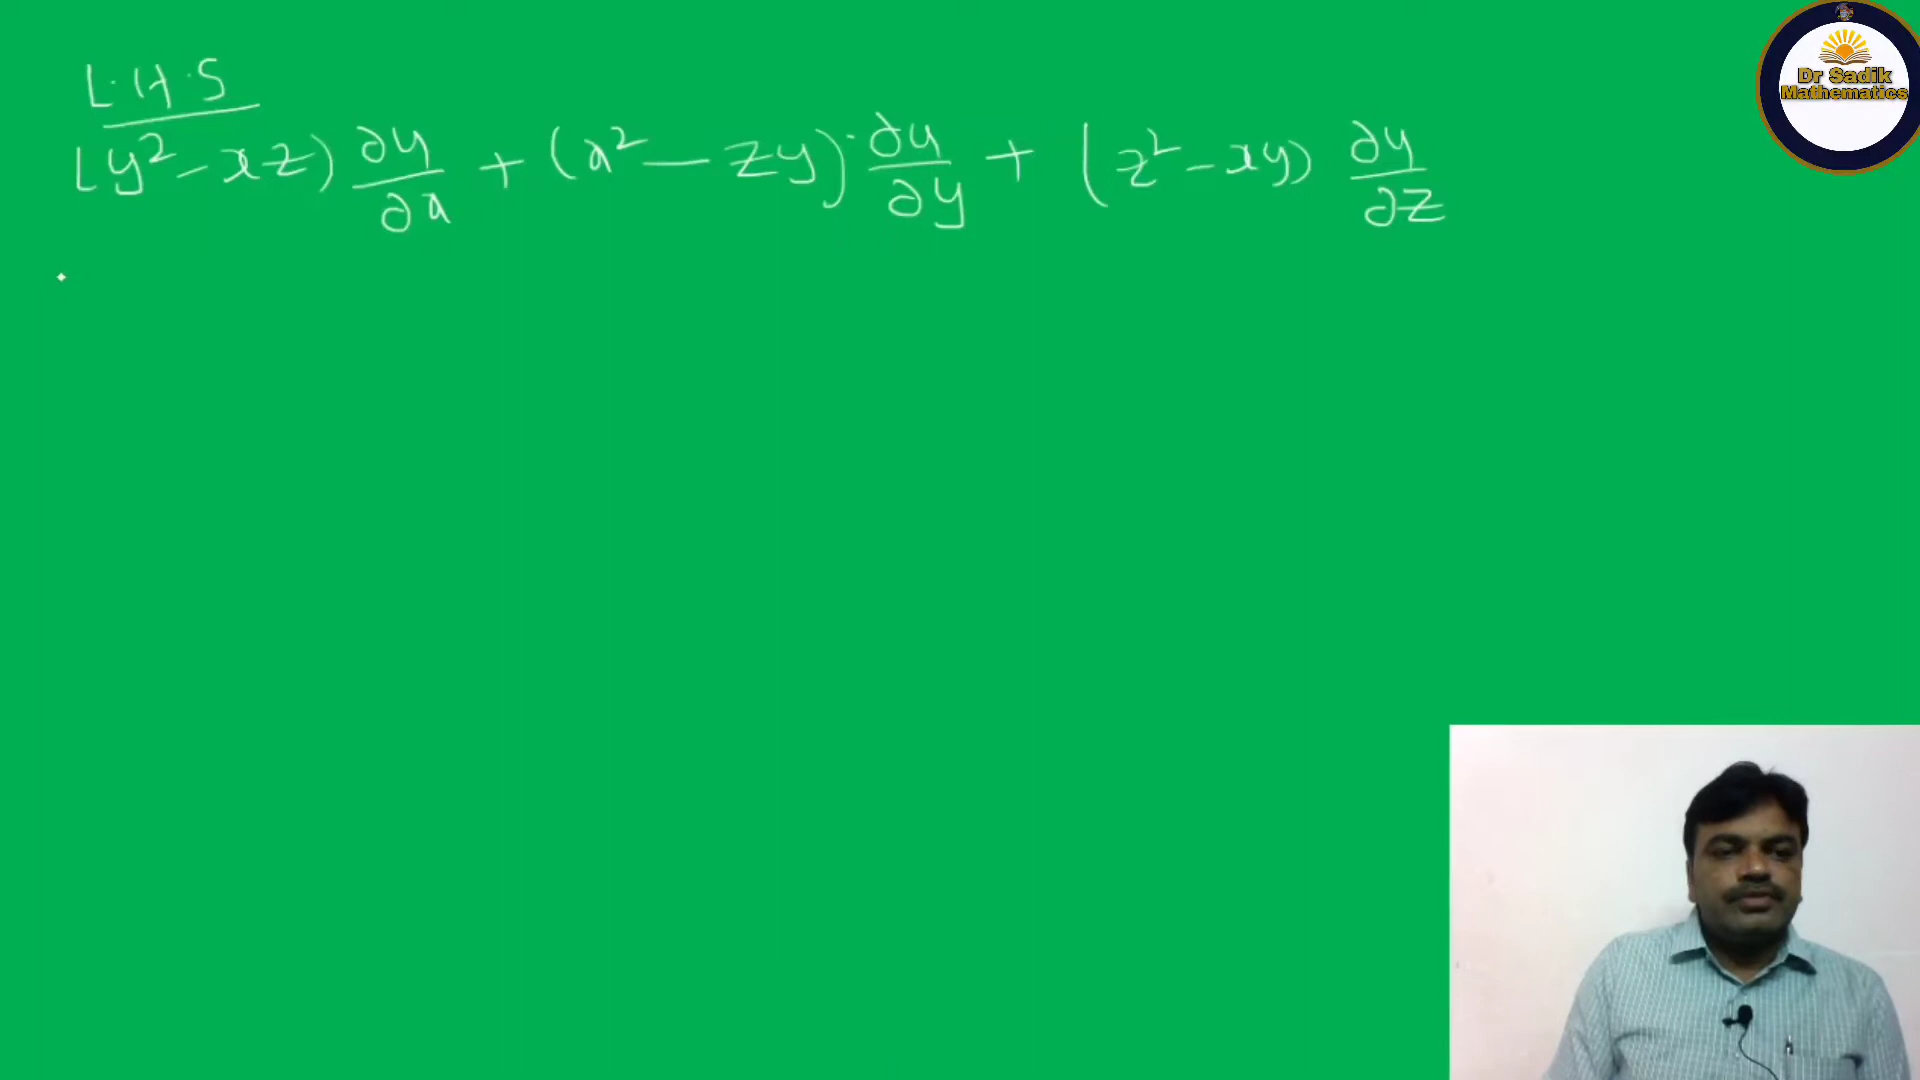 L.H.S
(y² - xz) ∂u/∂x + (x² - zy) · ∂u/∂y + (z² - xy) ∂u/∂z
Dr Sadik
Mathematics